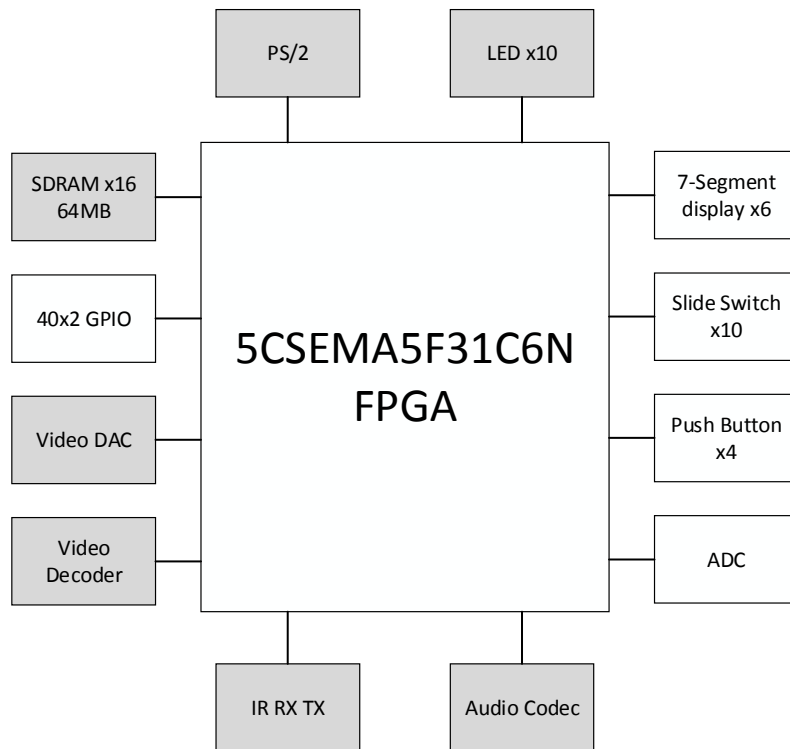 PS/2
LED x10
SDRAM x16
64MB
7-Segment
display x6
40x2 GPIO
Slide Switch
x10
5CSEMA5F31C6N
FPGA
Video DAC
Push Button
x4
Video
Decoder
ADC
IR RX TX
Audio Codec